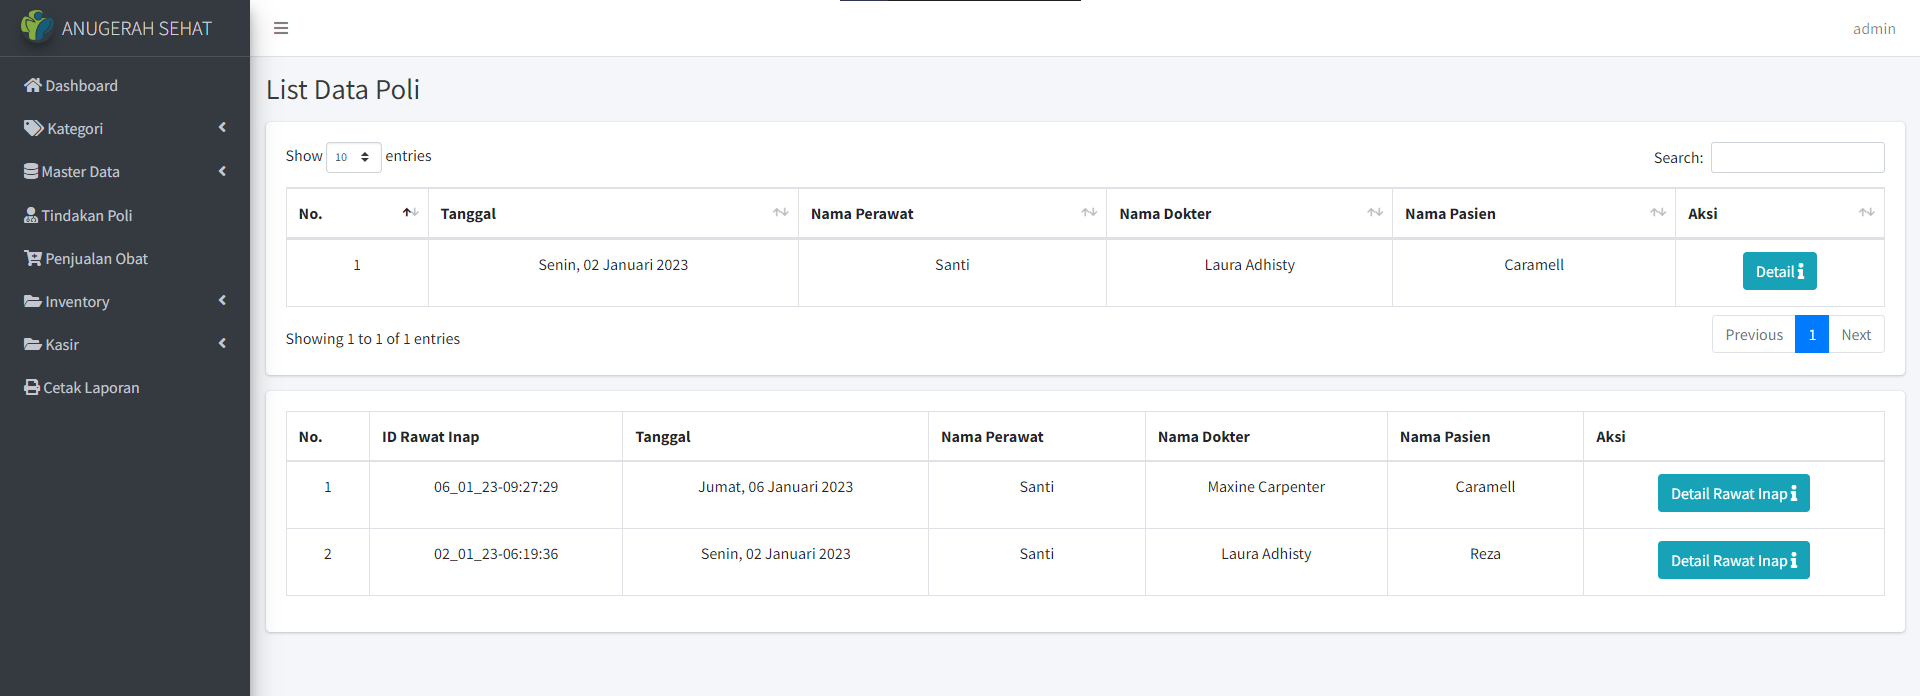 ANUGERAH SEHAT
admin
Dashboard
Kategori
Master Data
Tindakan Poli
Penjualan Obat
Inventory
Kasir
Cetak Laporan
List Data Poli
Show 10 entries
Search:
No. Tanggal Nama Perawat Nama Dokter Nama Pasien Aksi
1 Senin, 02 Januari 2023 Santi Laura Adhisty Caramell Detail
Showing 1 to 1 of 1 entries
Previous 1 Next
No. ID Rawat Inap Tanggal Nama Perawat Nama Dokter Nama Pasien Aksi
1 06_01_23-09:27:29 Jumat, 06 Januari 2023 Santi Maxine Carpenter Caramell Detail Rawat Inap
2 02_01_23-06:19:36 Senin, 02 Januari 2023 Santi Laura Adhisty Reza Detail Rawat Inap